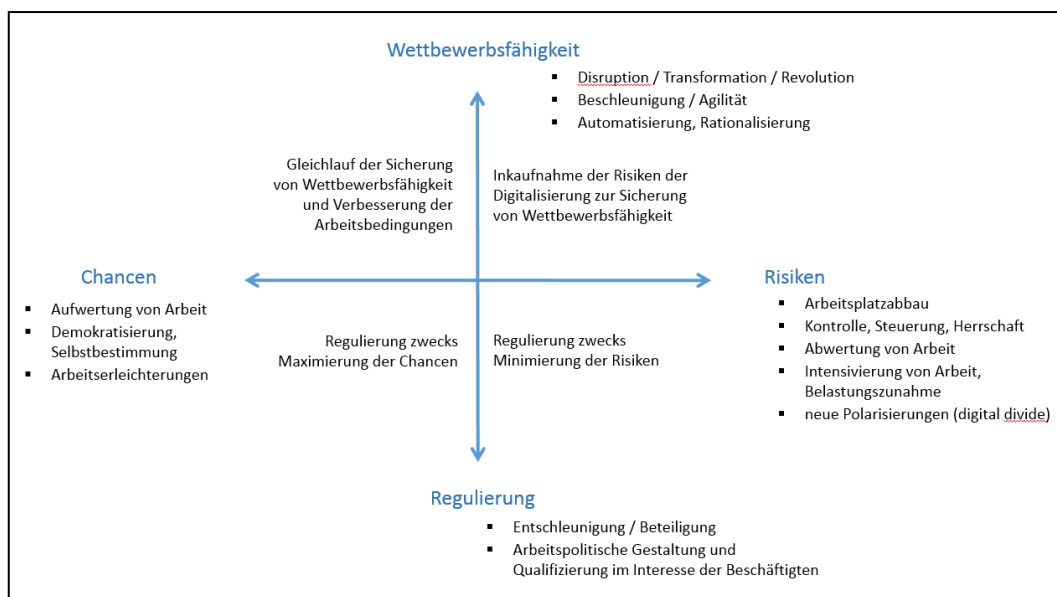 Wettbewerbsfähigkeit
▪ Disruption / Transformation / Revolution
▪ Beschleunigung / Agilität
▪ Automatisierung, Rationalisierung
Gleichlauf der Sicherung
von Wettbewerbsfähigkeit
und Verbesserung der
Arbeitsbedingungen
Inkaufnahme der Risiken der
Digitalisierung zur Sicherung
von Wettbewerbsfähigkeit
Chancen
▪ Aufwertung von Arbeit
▪ Demokratisierung,
Selbstbestimmung
▪ Arbeitserleichterungen
Risiken
▪ Arbeitsplatzabbau
▪ Kontrolle, Steuerung, Herrschaft
▪ Abwertung von Arbeit
▪ Intensivierung von Arbeit,
Belastungszunahme
▪ neue Polarisierungen (digital divide)
Regulierung zwecks
Maximierung der Chancen
Regulierung zwecks
Minimierung der Risiken
Regulierung
▪ Entschleunigung / Beteiligung
▪ Arbeitspolitische Gestaltung und
Qualifizierung im Interesse der Beschäftigten